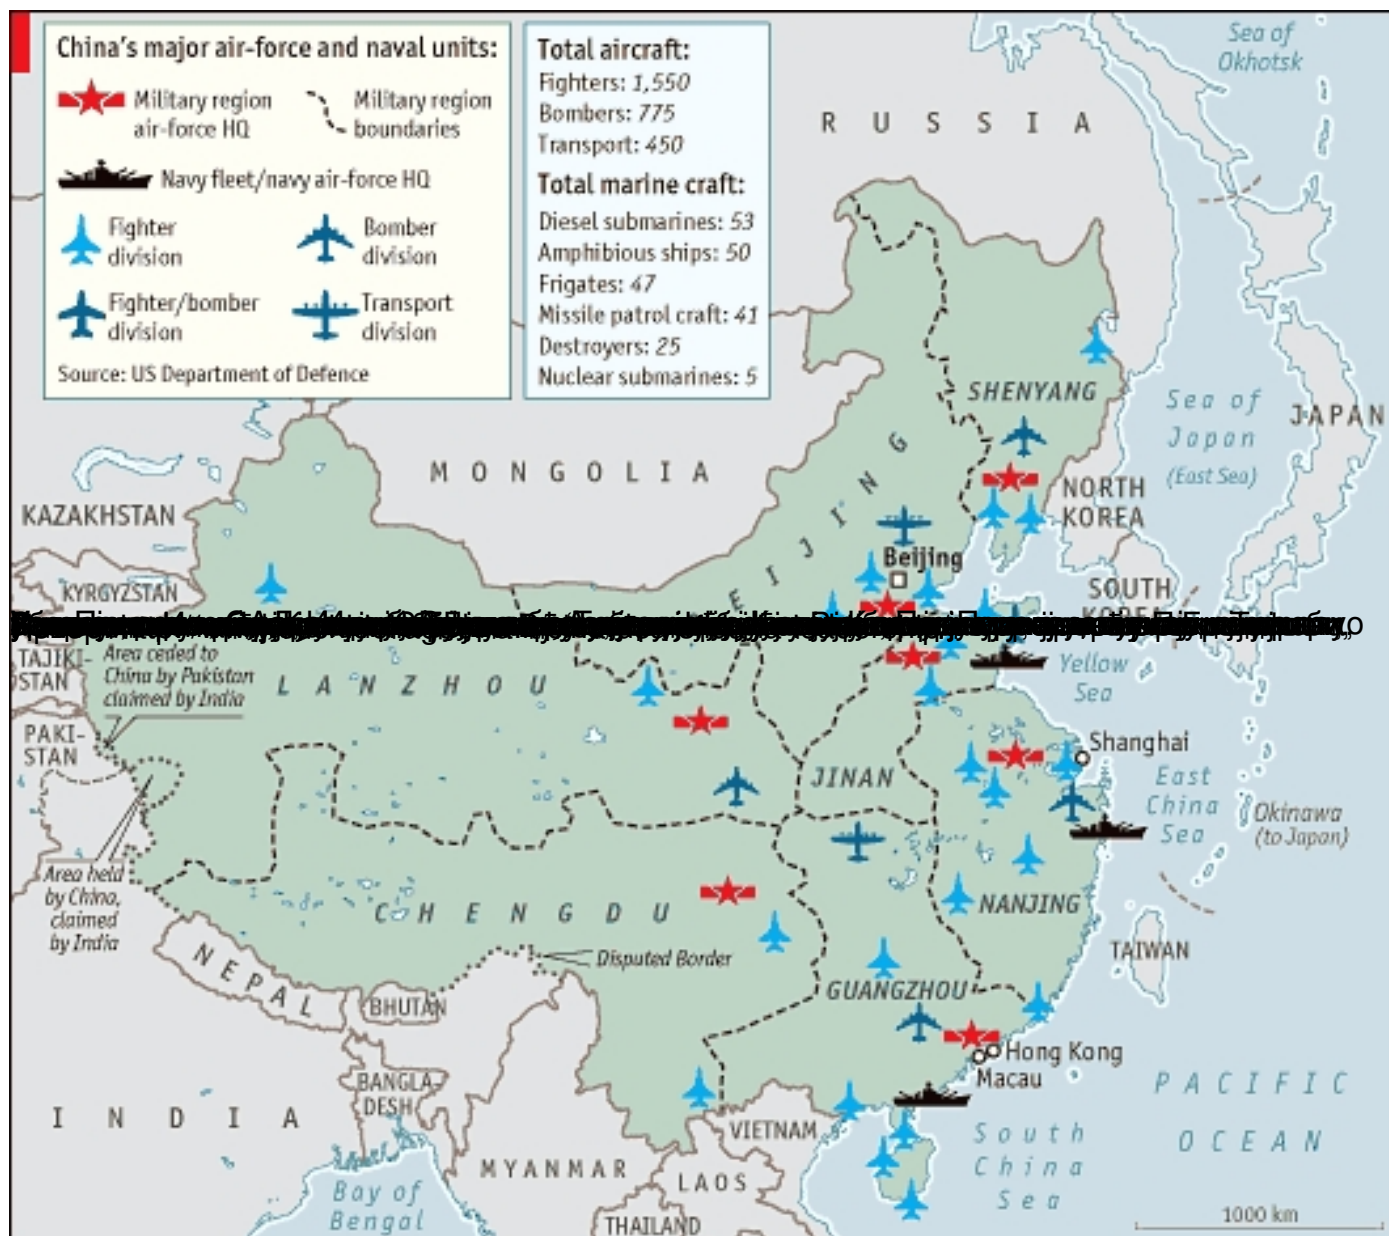 China's major air-force and naval units:
Military region
air-force HQ
Military region
boundaries
Navy fleet/navy air-force HQ
Fighter
division
Bomber
division
Fighter/bomber
division
Transport
division
Source: US Department of Defence
Total aircraft:
Fighters: 1,550
Bombers: 775
Transport: 450
Total marine craft:
Diesel submarines: 53
Amphibious ships: 50
Frigates: 47
Missile patrol craft: 41
Destroyers: 25
Nuclear submarines: 5
Sea of
Okhotsk
RUSSIA
SHENYANG
Sea of
Japan
(East Sea)
JAPAN
MONGOLIA
BEIJING
NORTH
KOREA
KAZAKHSTAN
Beijing
KYRGYZSTAN
SOUTH
KOREA
TAJIKI-
STAN
Area ceded to
China by Pakistan
claimed by India
LANZHOU
Yellow
Sea
PAKI-
STAN
Shanghai
JINAN
East
China
Sea
Okinawa
(to Japan)
Area held
by China,
claimed
by India
CHENGDU
NANJING
NEPAL
Disputed Border
TAIWAN
GUANGZHOU
BHUTAN
Hong Kong
Macau
BANGLA-
DESH
PACIFIC
OCEAN
INDIA
VIETNAM
South
China
Sea
MYANMAR
LAOS
Bay of
Bengal
THAILAND
1000 km